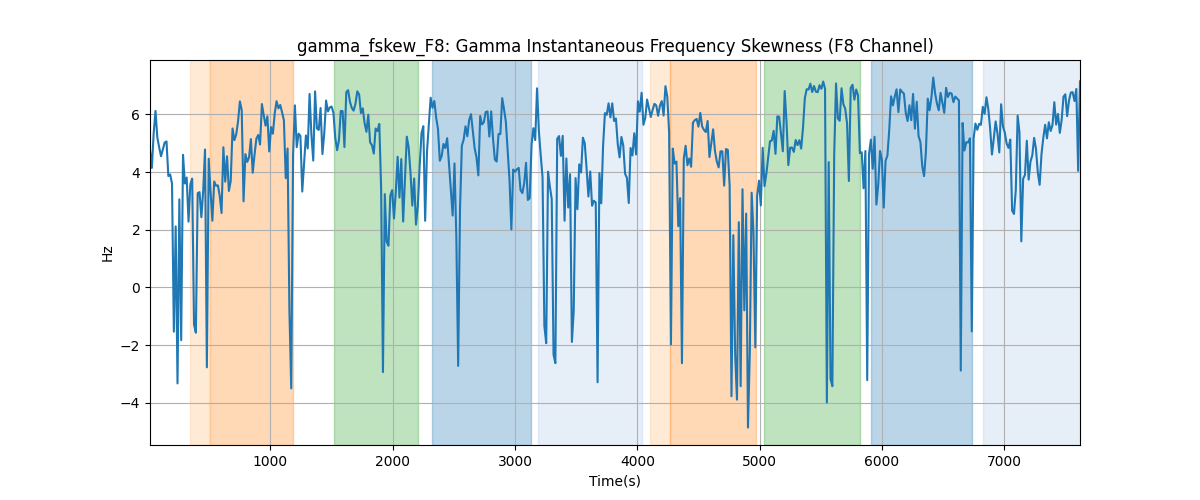 gamma_fskew_F8: Gamma Instantaneous Frequency Skewness (F8 Channel)
6
4
2
0
−2
−4
Hz
1000 2000 3000 4000 5000 6000 7000
Time(s)